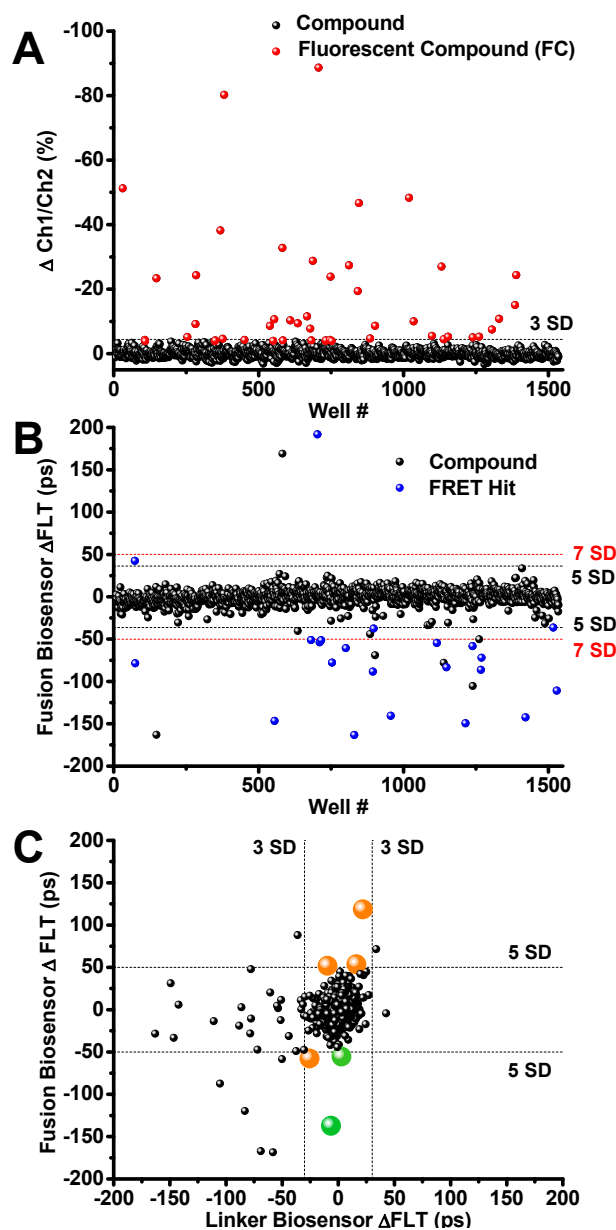 A
Compound
Fluorescent Compound (FC)
Δ Ch1/Ch2 (%)
-100
-80
-60
-40
-20
0
3 SD
0 500 1000 1500
Well #
B
Compound
FRET Hit
Fusion Biosensor ΔFLT (ps)
200
150
100
50
0
-50
-100
-150
-200
7 SD
5 SD
5 SD
7 SD
0 500 1000 1500
Well #
C
3 SD 3 SD
Fusion Biosensor Δ FLT (ps)
200
150
100
50
0
-50
-100
-150
-200
5 SD
5 SD
-200 -150 -100 -50 0 50 100 150 200
Linker Biosensor ΔFLT (ps)